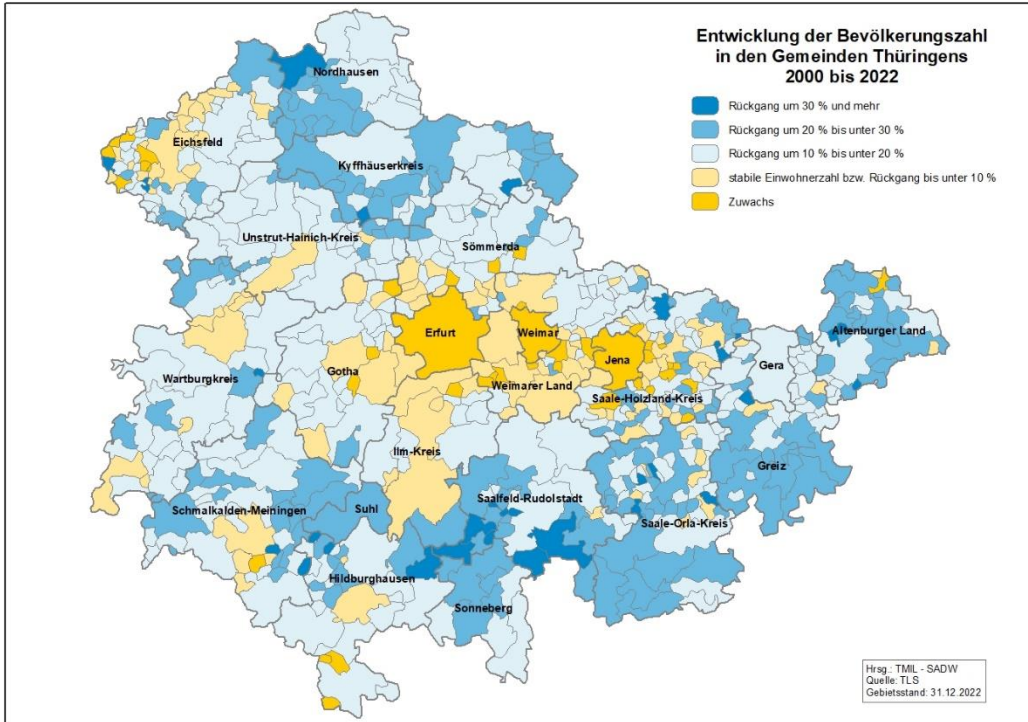 Entwicklung der Bevölkerungszahl
in den Gemeinden Thüringens
2000 bis 2022
Rückgang um 30 % und mehr
Rückgang um 20 % bis unter 30 %
Rückgang um 10 % bis unter 20 %
stabile Einwohnerzahl bzw. Rückgang bis unter 10 %
Zuwachs
Nordhausen
Eichsfeld
Kyffhäuserkreis
Unstrut-Hainich-Kreis
Sömmerda
Erfurt
Weimar
Jena
Altenburger Land
Gera
Gotha
Wartburgkreis
Weimarer Land
Saale-Holzland-Kreis
Ilm-Kreis
Greiz
Saalfeld-Rudolstadt
Schmalkalden-Meiningen
Suhl
Saale-Orla-Kreis
Hildburghausen
Sonneberg
Hrsg.: TMIL - SADW
Quelle: TLS
Gebietsstand: 31.12.2022